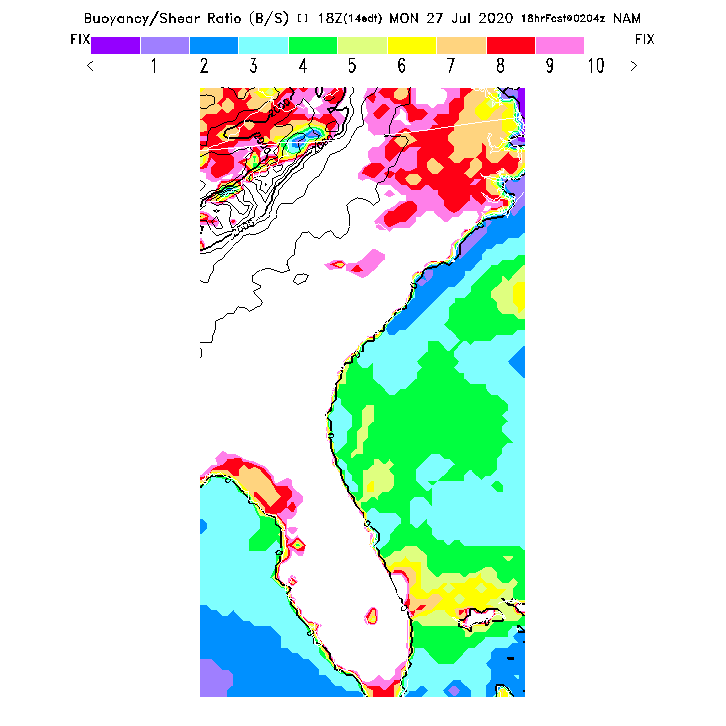 Buoyancy/Shear Ratio (B/S) [] 18Z(14edt) MON 27 Jul 2020 18hrFcst@0204z NAM
FIX FIX
< 1 2 3 4 5 6 7 8 9 10 >